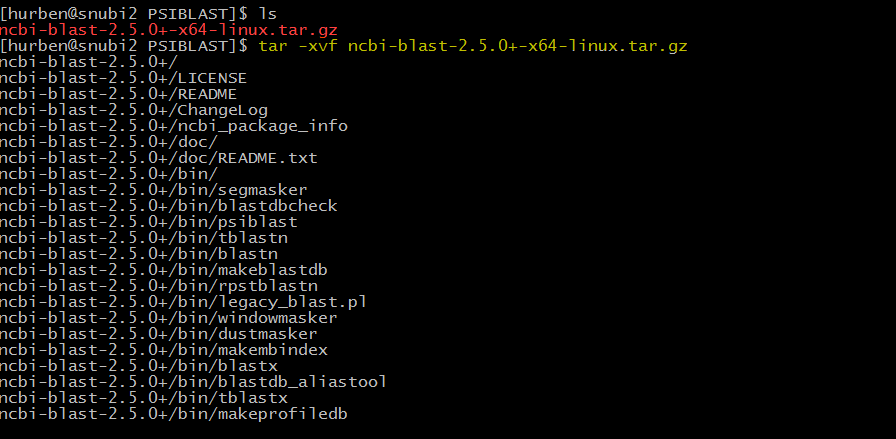 [hurben@snubi2 PSIBLAST]$ ls
ncbi-blast-2.5.0+-x64-linux.tar.gz
[hurben@snubi2 PSIBLAST]$ tar -xvf ncbi-blast-2.5.0+-x64-linux.tar.gz
ncbi-blast-2.5.0+/
ncbi-blast-2.5.0+/LICENSE
ncbi-blast-2.5.0+/README
ncbi-blast-2.5.0+/ChangeLog
ncbi-blast-2.5.0+/ncbi_package_info
ncbi-blast-2.5.0+/doc/
ncbi-blast-2.5.0+/doc/README.txt
ncbi-blast-2.5.0+/bin/
ncbi-blast-2.5.0+/bin/segmasker
ncbi-blast-2.5.0+/bin/blastdbcheck
ncbi-blast-2.5.0+/bin/psiblast
ncbi-blast-2.5.0+/bin/tblastn
ncbi-blast-2.5.0+/bin/blastn
ncbi-blast-2.5.0+/bin/makeblastdb
ncbi-blast-2.5.0+/bin/rpstblastn
ncbi-blast-2.5.0+/bin/legacy_blast.pl
ncbi-blast-2.5.0+/bin/windowmasker
ncbi-blast-2.5.0+/bin/dustmasker
ncbi-blast-2.5.0+/bin/makembindex
ncbi-blast-2.5.0+/bin/blastx
ncbi-blast-2.5.0+/bin/blastdb_aliastool
ncbi-blast-2.5.0+/bin/tblastx
ncbi-blast-2.5.0+/bin/makeprofiledb